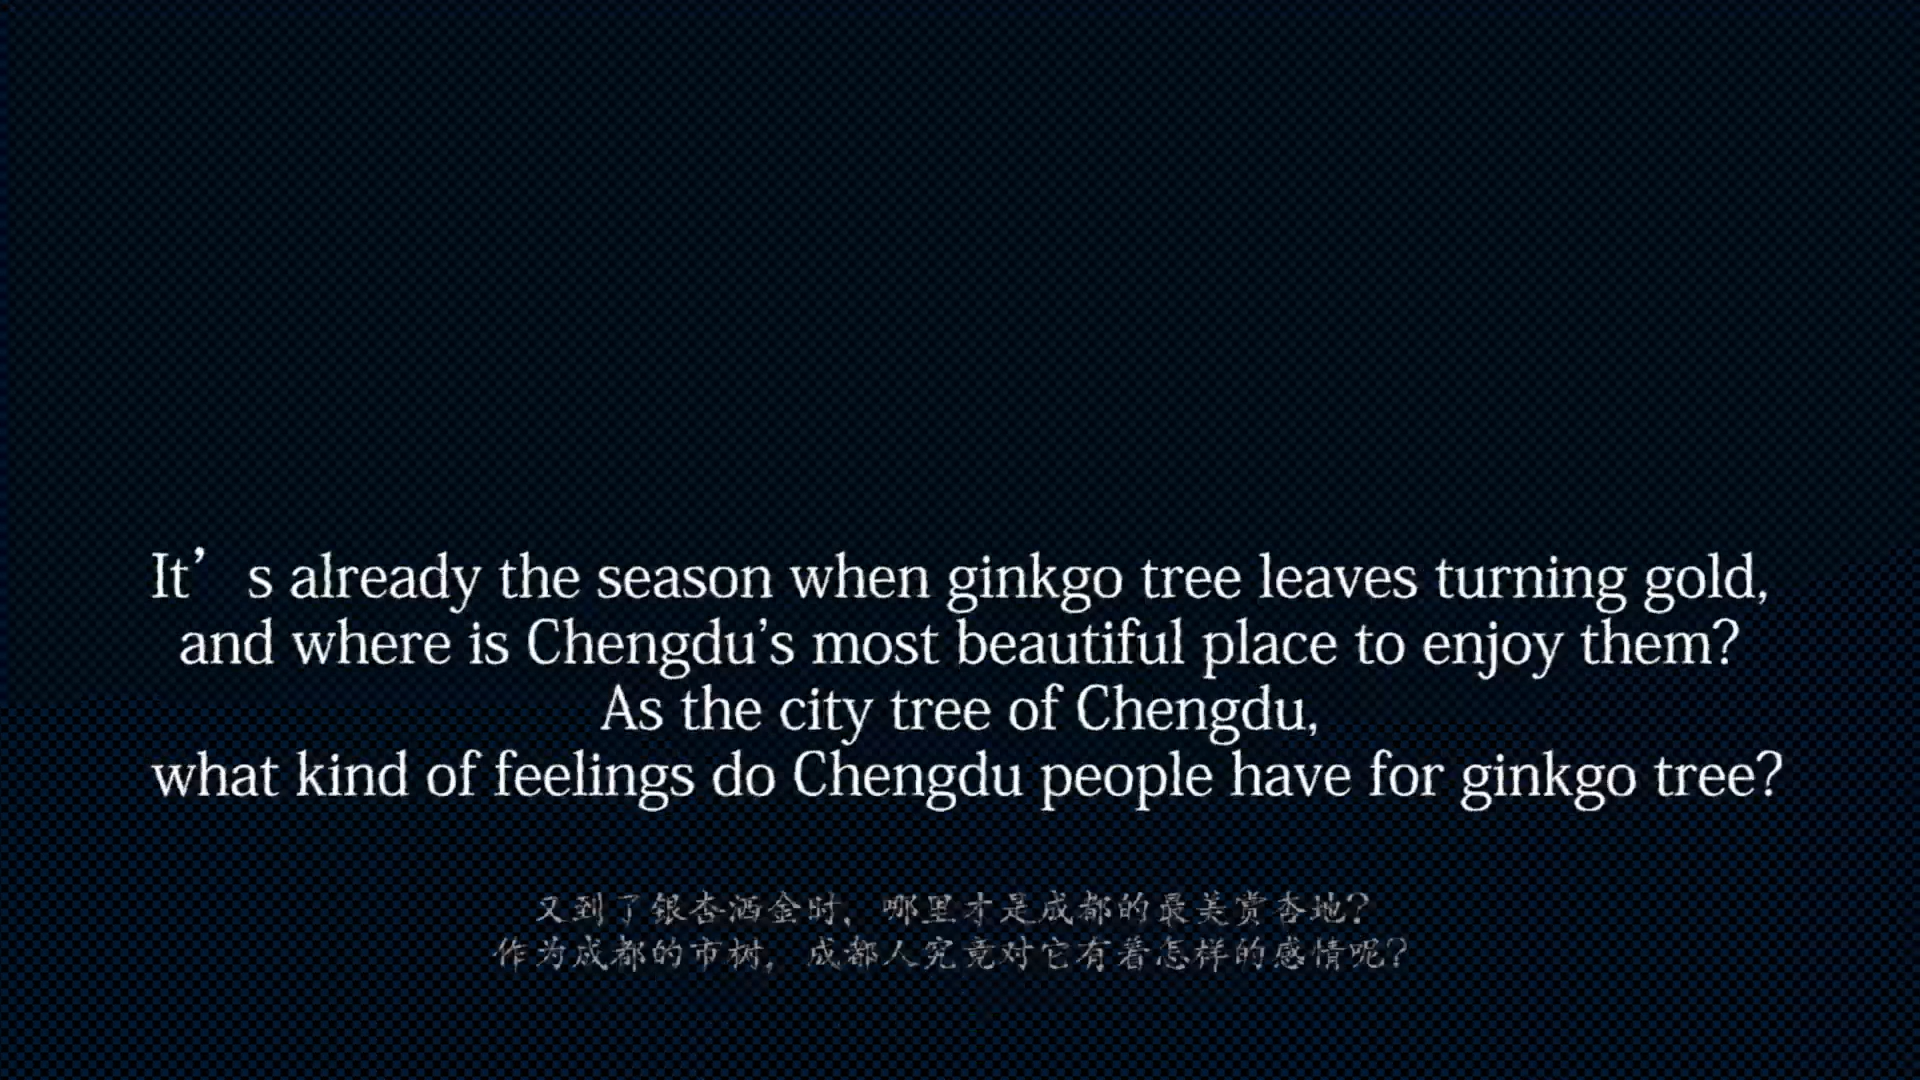 It’s already the season when ginkgo tree leaves turning gold,
and where is Chengdu’s most beautiful place to enjoy them?
As the city tree of Chengdu,
what kind of feelings do Chengdu people have for ginkgo tree?
又到了银杏洒金时，哪里才是成都的最美赏杏地？
作为成都的市树，成都人究竟对它有着怎样的感情呢？